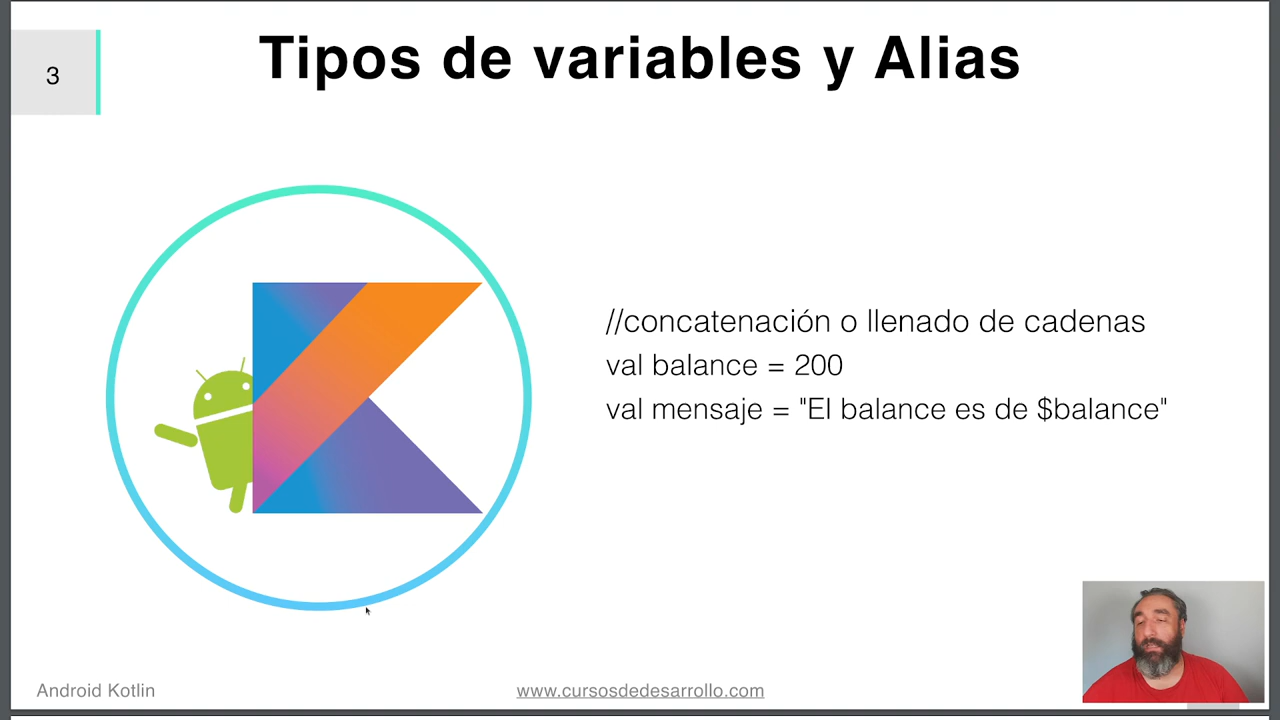 3
Tipos de variables y Alias
//concatenación o llenado de cadenas
val balance = 200
val mensaje = "El balance es de $balance"
Android Kotlin
www.cursosdedesarrollo.com